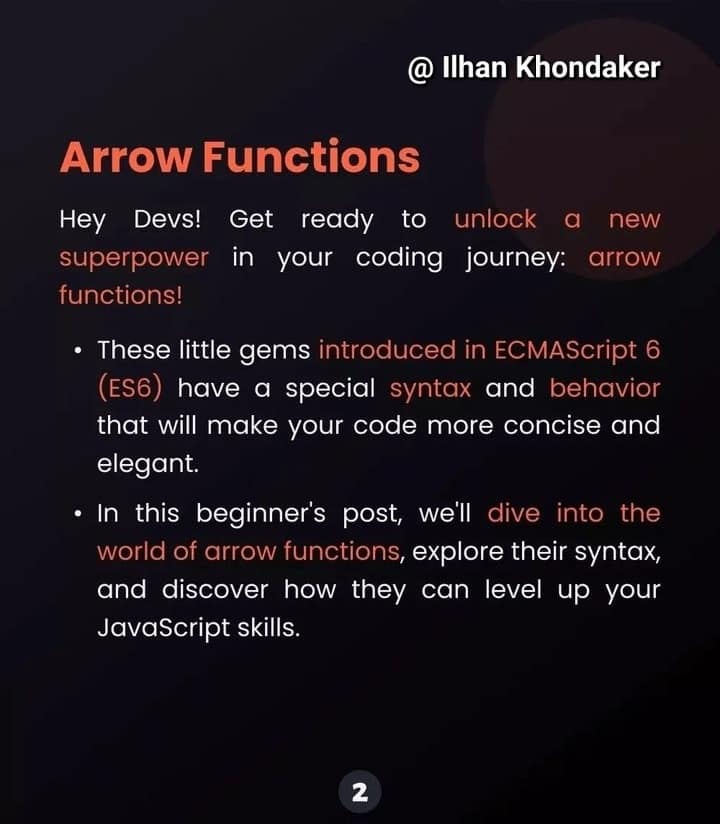 @ Ilhan Khondaker
Arrow Functions
Hey Devs! Get ready to unlock a new
superpower in your coding journey: arrow
functions!
• These little gems introduced in ECMAScript 6
(ES6) have a special syntax and behavior
that will make your code more concise and
elegant.
• In this beginner's post, we'll dive into the
world of arrow functions, explore their syntax,
and discover how they can level up your
JavaScript skills.
2